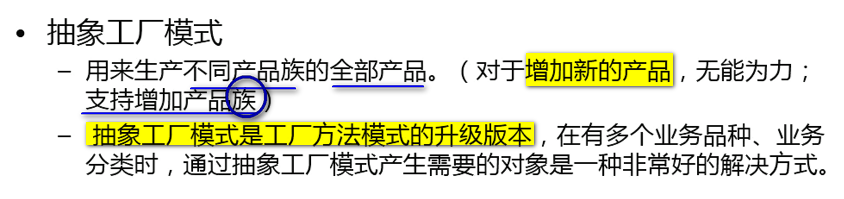 • 抽象工厂模式
– 用来生产不同产品族的全部产品。（对于增加新的产品，无能为力；
支持增加产品族）
– 抽象工厂模式是工厂方法模式的升级版本，在有多个业务品种、业务
分类时，通过抽象工厂模式产生需要的对象是一种非常好的解决方式。